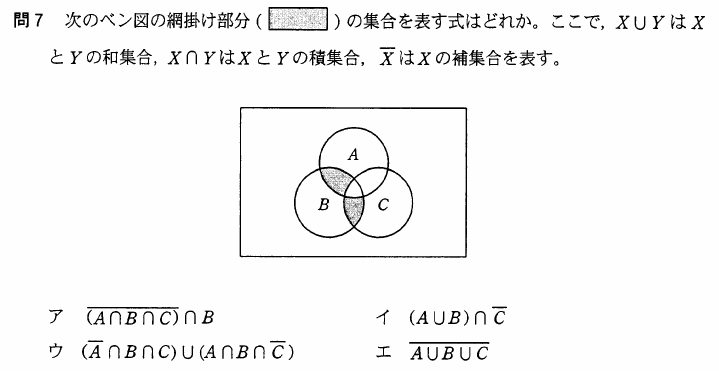 問7 次のベン図の網掛け部分( )の集合を表す式はどれか。ここで，X∪YはX
とYの和集合，X∩YはXとYの積集合，X̅はXの補集合を表す。
A
B C
ア (A̅∩̅B̅∩̅C̅)̅∩B イ (A∪B)∩C̅
ウ (A̅∩B∩C)∪(A∩B∩C̅) エ A̅∪̅B̅∪̅C̅